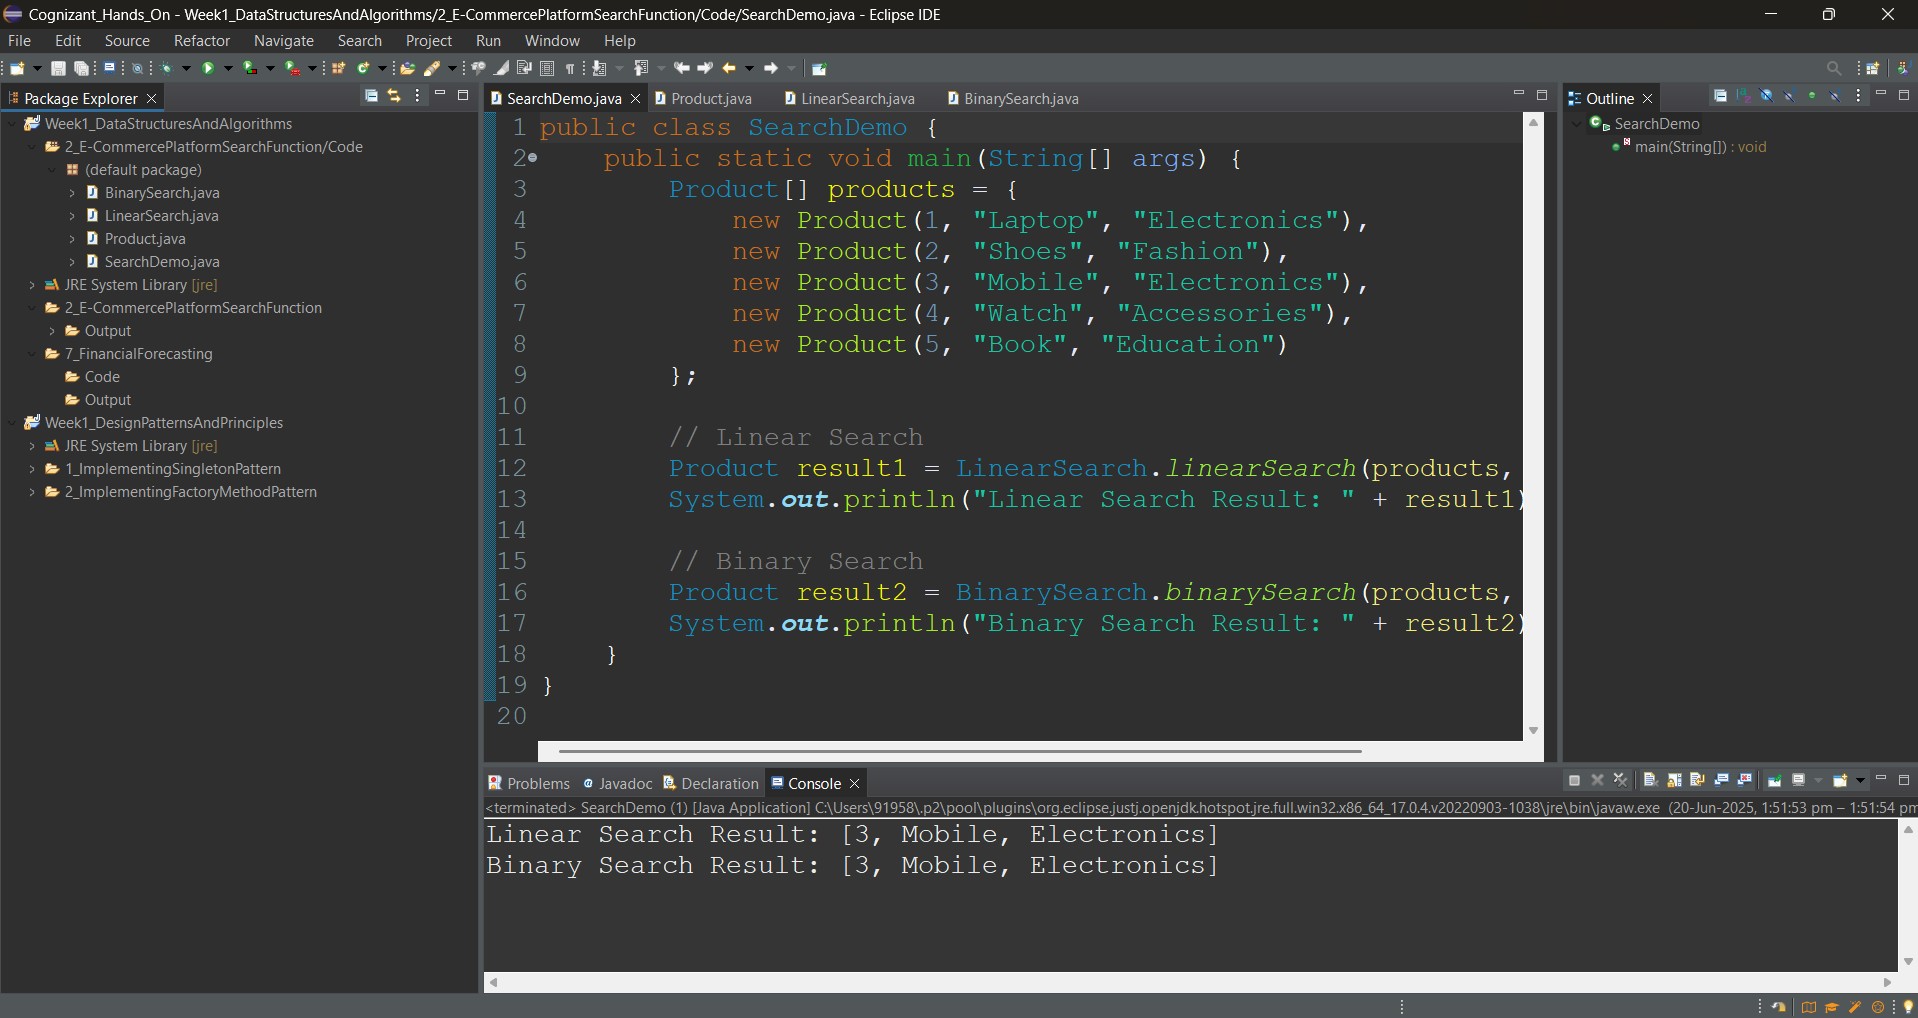 Cognizant_Hands_On - Week1_DataStructuresAndAlgorithms/2_E-CommercePlatformSearchFunction/Code/SearchDemo.java - Eclipse IDE
File Edit Source Refactor Navigate Search Project Run Window Help
Package Explorer
Week1_DataStructuresAndAlgorithms
2_E-CommercePlatformSearchFunction/Code
(default package)
BinarySearch.java
LinearSearch.java
Product.java
SearchDemo.java
JRE System Library [jre]
2_E-CommercePlatformSearchFunction
Output
7_FinancialForecasting
Code
Output
Week1_DesignPatternsAndPrinciples
JRE System Library [jre]
1_ImplementingSingletonPattern
2_ImplementingFactoryMethodPattern
SearchDemo.java Product.java LinearSearch.java BinarySearch.java
1 public class SearchDemo {
2 public static void main(String[] args) {
3 Product[] products = {
4 new Product(1, "Laptop", "Electronics"),
5 new Product(2, "Shoes", "Fashion"),
6 new Product(3, "Mobile", "Electronics"),
7 new Product(4, "Watch", "Accessories"),
8 new Product(5, "Book", "Education")
9 };
10
11 // Linear Search
12 Product result1 = LinearSearch.linearSearch(products,
13 System.out.println("Linear Search Result: " + result1)
14
15 // Binary Search
16 Product result2 = BinarySearch.binarySearch(products,
17 System.out.println("Binary Search Result: " + result2)
18 }
19 }
20
Outline
SearchDemo
main(String[]) : void
Problems Javadoc Declaration Console
<terminated> SearchDemo (1) [Java Application] C:\Users\91958\.p2\pool\plugins\org.eclipse.justj.openjdk.hotspot.jre.full.win32.x86_64_17.0.4.v20220903-1038\jre\bin\javaw.exe (20-Jun-2025, 1:51:53 pm – 1:51:54 pm
Linear Search Result: [3, Mobile, Electronics]
Binary Search Result: [3, Mobile, Electronics]